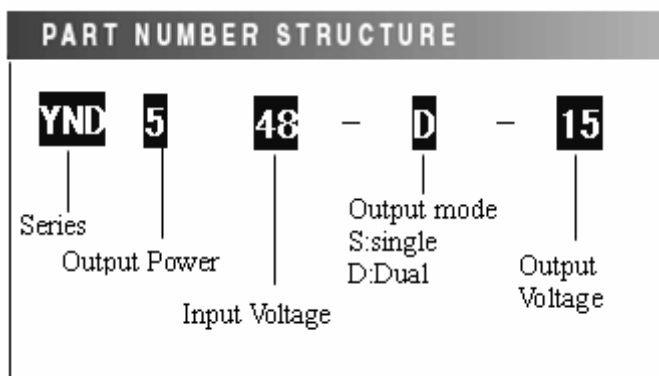 PART NUMBER STRUCTURE
YND 5 48 - D - 15
Series
Output Power
Input Voltage
Output mode
S:single
D:Dual
Output
Voltage